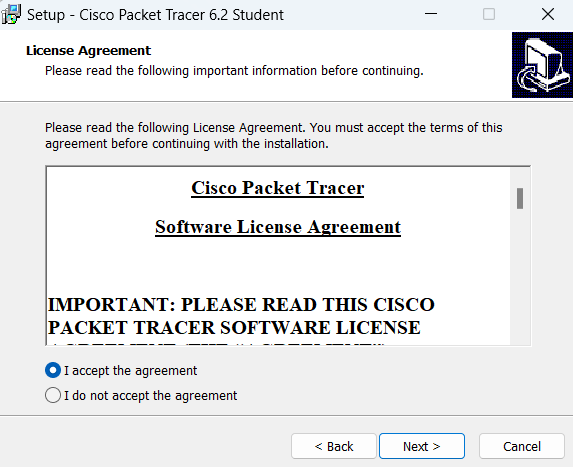 Setup - Cisco Packet Tracer 6.2 Student
License Agreement
Please read the following important information before continuing.
Please read the following License Agreement. You must accept the terms of this
agreement before continuing with the installation.
Cisco Packet Tracer
Software License Agreement
IMPORTANT: PLEASE READ THIS CISCO
PACKET TRACER SOFTWARE LICENSE
I accept the agreement
I do not accept the agreement
< Back
Next >
Cancel